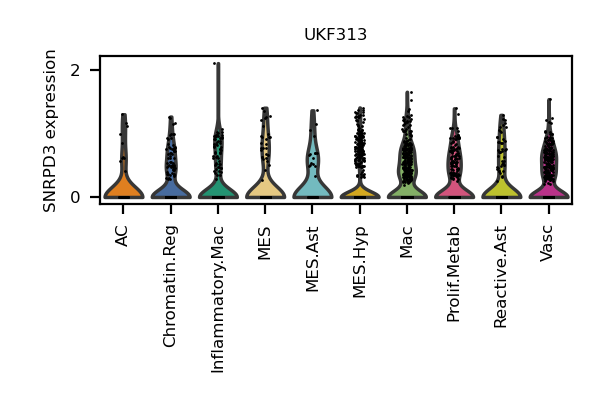 UKF313
SNRPD3 expression
2
0
AC
Chromatin.Reg
Inflammatory.Mac
MES
MES.Ast
MES.Hyp
Mac
Prolif.Metab
Reactive.Ast
Vasc